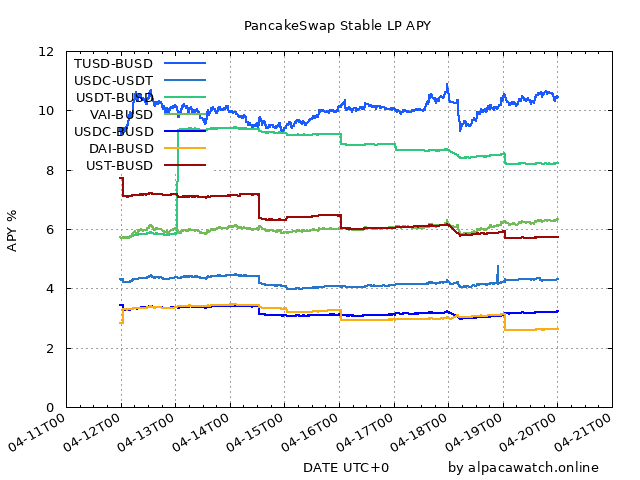 PancakeSwap Stable LP APY
12
10
8
6
4
2
0
APY %
TUSD-BUSD
USDC-USDT
USDT-BUSD
VAI-BUSD
USDC-BUSD
DAI-BUSD
UST-BUSD
04-11T00
04-12T00
04-13T00
04-14T00
04-15T00
04-16T00
04-17T00
04-18T00
04-19T00
04-20T00
04-21T00
DATE UTC+0
by alpacawatch.online